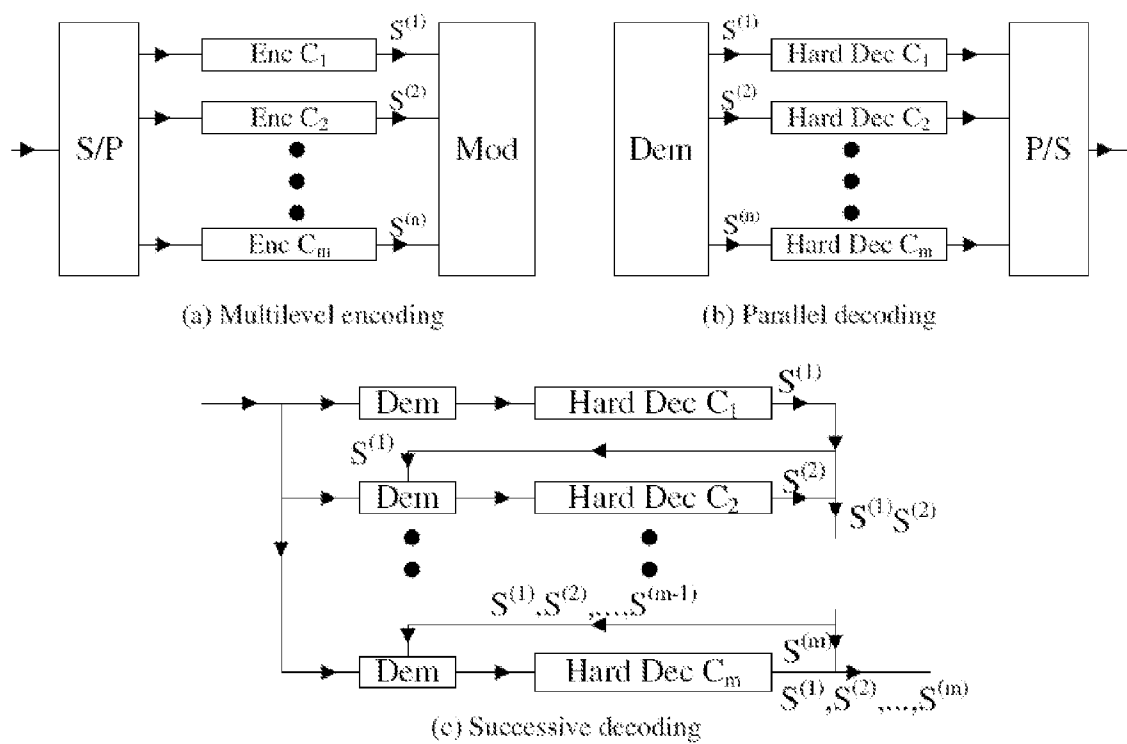 S/P
Enc C₁
S⁽¹⁾
Enc C₂
S⁽²⁾
Enc Cₘ
S⁽ⁿ⁾
Mod
(a) Multilevel encoding
Dem
S⁽¹⁾
Hard Dec C₁
S⁽²⁾
Hard Dec C₂
S⁽ⁿ⁾
Hard Dec Cₘ
P/S
(b) Parallel decoding
Dem
Hard Dec C₁
S⁽¹⁾
S⁽¹⁾
Dem
Hard Dec C₂
S⁽²⁾
S⁽¹⁾S⁽²⁾
S⁽¹⁾,S⁽²⁾,...,S⁽ᵐ⁻¹⁾
Dem
Hard Dec Cₘ
S⁽ᵐ⁾
S⁽¹⁾,S⁽²⁾,...,S⁽ᵐ⁾
(c) Successive decoding